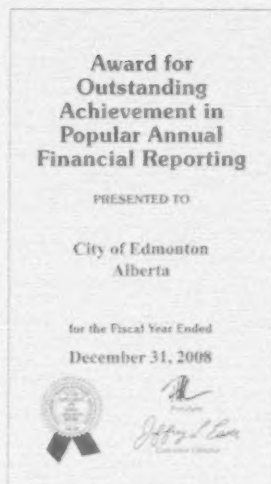 Award for
Outstanding
Achievement in
Popular Annual
Financial Reporting
PRESENTED TO
City of Edmonton
Alberta
for the Fiscal Year Ended
December 31, 2008
President
Executive Director